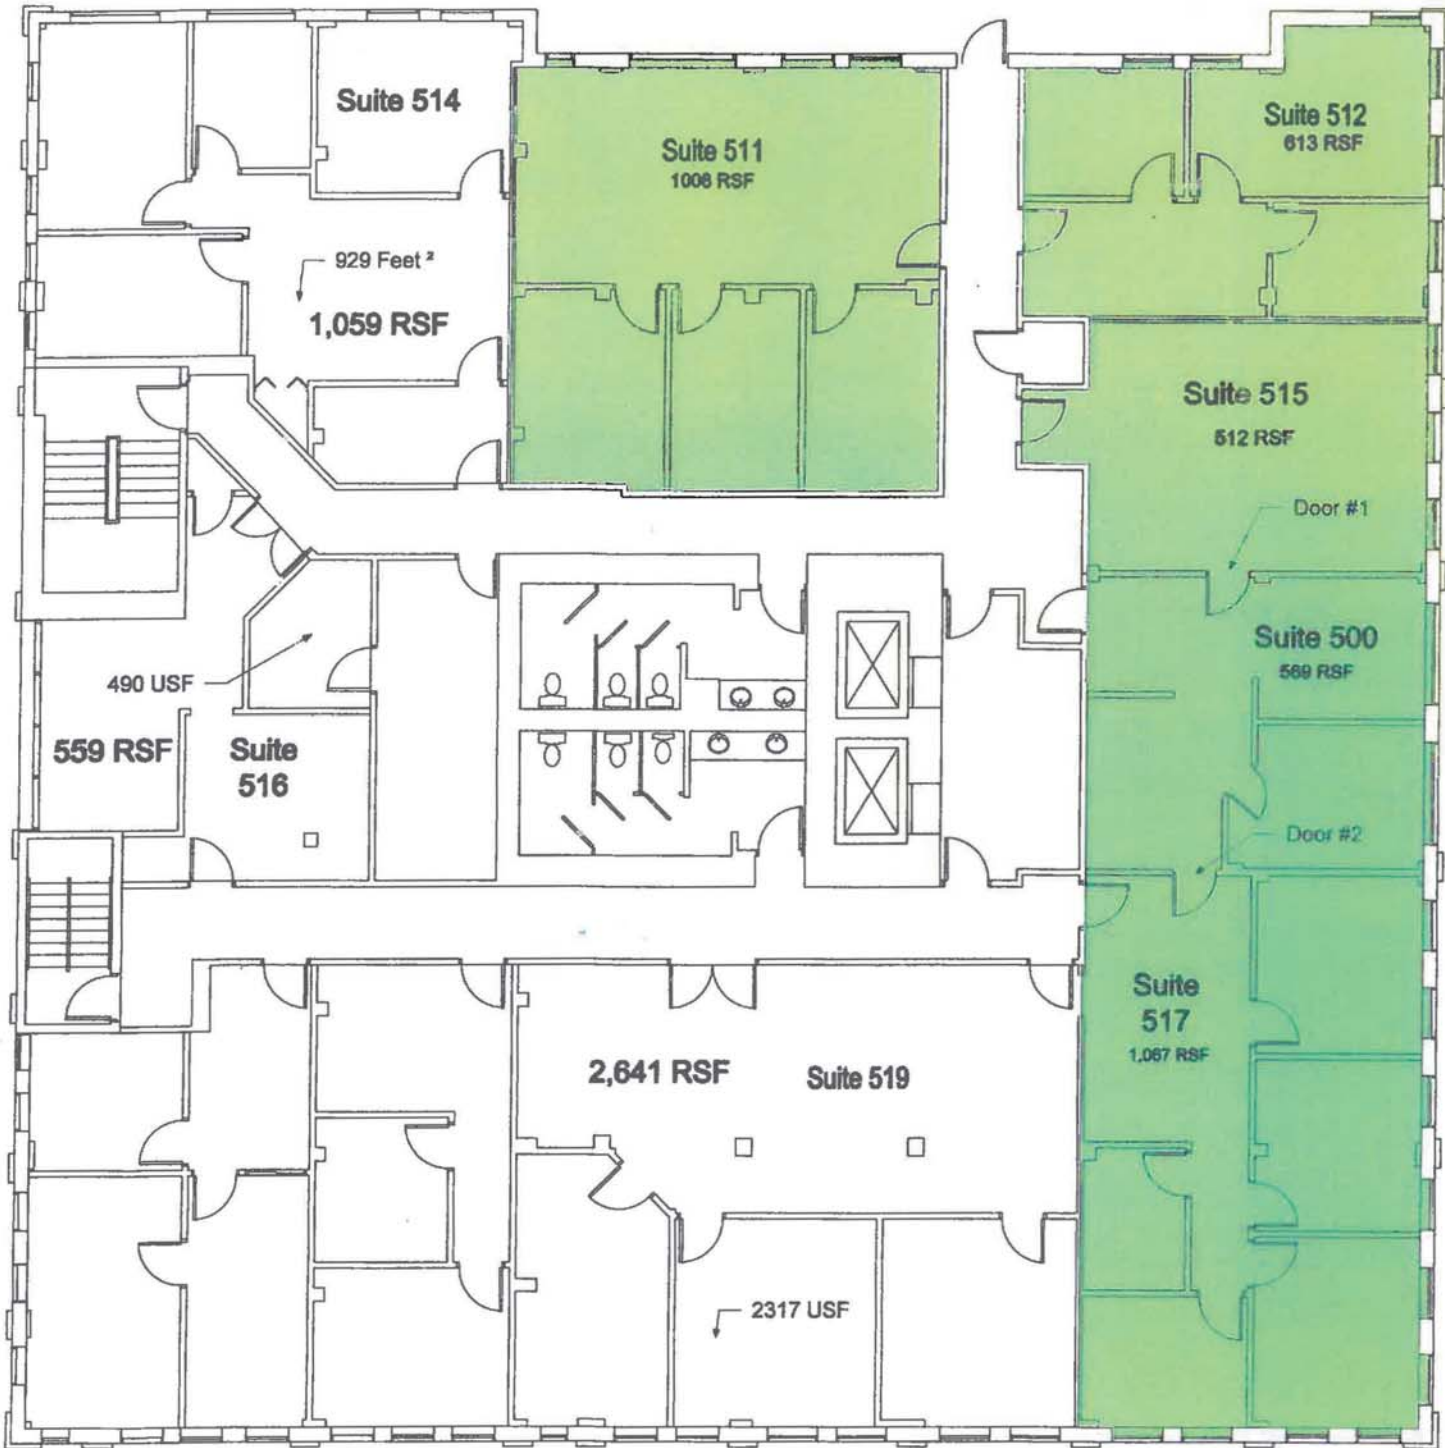 Suite 514
929 Feet ²
1,059 RSF
Suite 511
1006 RSF
Suite 512
613 RSF
Suite 515
512 RSF
Door #1
Suite 500
569 RSF
Door #2
490 USF
559 RSF
Suite
516
Suite
517
1,067 RSF
2,641 RSF
Suite 519
2317 USF